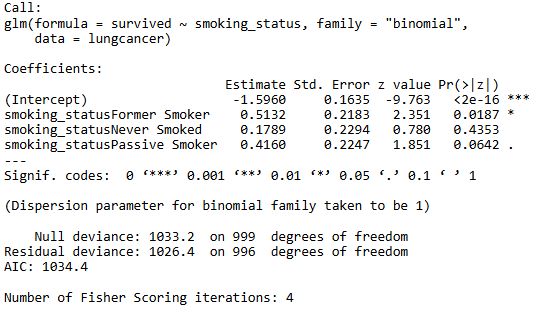 Call:
glm(formula = survived ~ smoking_status, family = "binomial",
    data = lungcancer)

Coefficients:
                             Estimate Std. Error z value Pr(>|z|)
(Intercept)                   -1.5960     0.1635  -9.763   <2e-16 ***
smoking_statusFormer Smoker    0.5132     0.2183   2.351   0.0187 *
smoking_statusNever Smoked     0.1789     0.2294   0.780   0.4353
smoking_statusPassive Smoker   0.4160     0.2247   1.851   0.0642 .
---
Signif. codes:  0 ‘***’ 0.001 ‘**’ 0.01 ‘*’ 0.05 ‘.’ 0.1 ‘ ’ 1

(Dispersion parameter for binomial family taken to be 1)

    Null deviance: 1033.2  on 999  degrees of freedom
Residual deviance: 1026.4  on 996  degrees of freedom
AIC: 1034.4

Number of Fisher Scoring iterations: 4